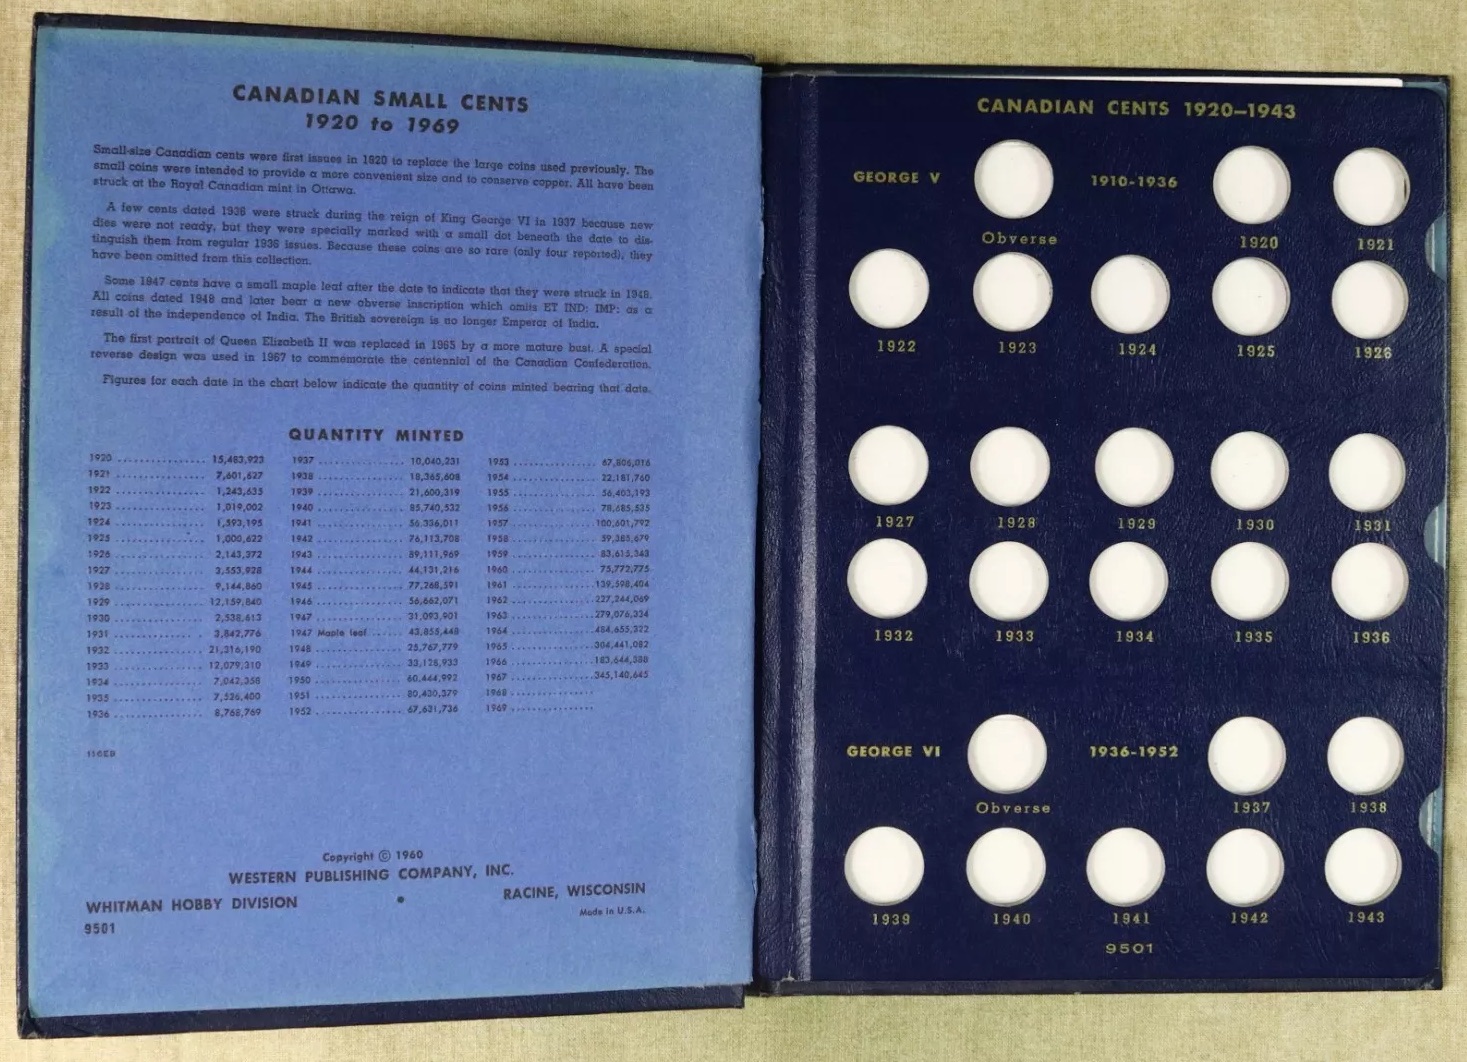 CANADIAN SMALL CENTS
1920 to 1969
Small-size Canadian cents were first issues in 1920 to replace the large coins used previously. The
small coins were intended to provide a more convenient size and to conserve copper. All have been
struck at the Royal Canadian mint in Ottawa.
A few cents dated 1936 were struck during the reign of King George VI in 1937 because new
dies were not ready, but they were specially marked with a small dot beneath the date to dis-
tinguish them from regular 1936 issues. Because these coins are so rare (only four reported), they
have been omitted from this collection.
Some 1947 cents have a small maple leaf after the date to indicate that they were struck in 1948.
All coins dated 1948 and later bear a new obverse inscription which omits ET IND: IMP: as a
result of the independence of India. The British sovereign is no longer Emperor of India.
The first portrait of Queen Elizabeth II was replaced in 1965 by a more mature bust. A special
reverse design was used in 1967 to commemorate the centennial of the Canadian Confederation.
Figures for each date in the chart below indicate the quantity of coins minted bearing that date.
QUANTITY MINTED
1920 ................ 15,483,923
1921 ................ 7,601,627
1922 ................ 1,243,635
1923 ................ 1,019,002
1924 ................ 1,593,195
1925 ................ 1,000,622
1926 ................ 2,143,372
1927 ................ 3,553,928
1928 ................ 9,144,860
1929 ................ 12,159,840
1930 ................ 2,538,613
1931 ................ 3,842,776
1932 ................ 21,316,190
1933 ................ 12,079,310
1934 ................ 7,042,358
1935 ................ 7,526,400
1936 ................ 8,768,769
1937 ................ 10,040,231
1938 ................ 18,365,608
1939 ................ 21,600,319
1940 ................ 85,740,532
1941 ................ 56,336,011
1942 ................ 76,113,708
1943 ................ 89,111,969
1944 ................ 44,131,216
1945 ................ 77,268,591
1946 ................ 56,662,071
1947 ................ 31,093,901
1947 Maple leaf ...... 43,855,448
1948 ................ 25,767,779
1949 ................ 33,128,933
1950 ................ 60,444,992
1951 ................ 80,430,379
1952 ................ 67,631,736
1953 ................ 67,806,016
1954 ................ 22,181,760
1955 ................ 56,403,193
1956 ................ 78,685,535
1957 ................ 100,601,792
1958 ................ 59,385,679
1959 ................ 83,615,343
1960 ................ 75,772,775
1961 ................ 139,598,404
1962 ................ 227,244,069
1963 ................ 279,076,334
1964 ................ 484,655,322
1965 ................ 304,441,082
1966 ................ 183,644,388
1967 ................ 345,140,645
1968 ................
1969 ................
Copyright © 1960
WESTERN PUBLISHING COMPANY, INC.
WHITMAN HOBBY DIVISION • RACINE, WISCONSIN
9501 Made in U.S.A.
CANADIAN CENTS 1920–1943
GEORGE V 1910-1936
Obverse 1920 1921
1922 1923 1924 1925 1926
1927 1928 1929 1930 1931
1932 1933 1934 1935 1936
GEORGE VI 1936-1952
Obverse 1937 1938
1939 1940 1941 1942 1943
9501